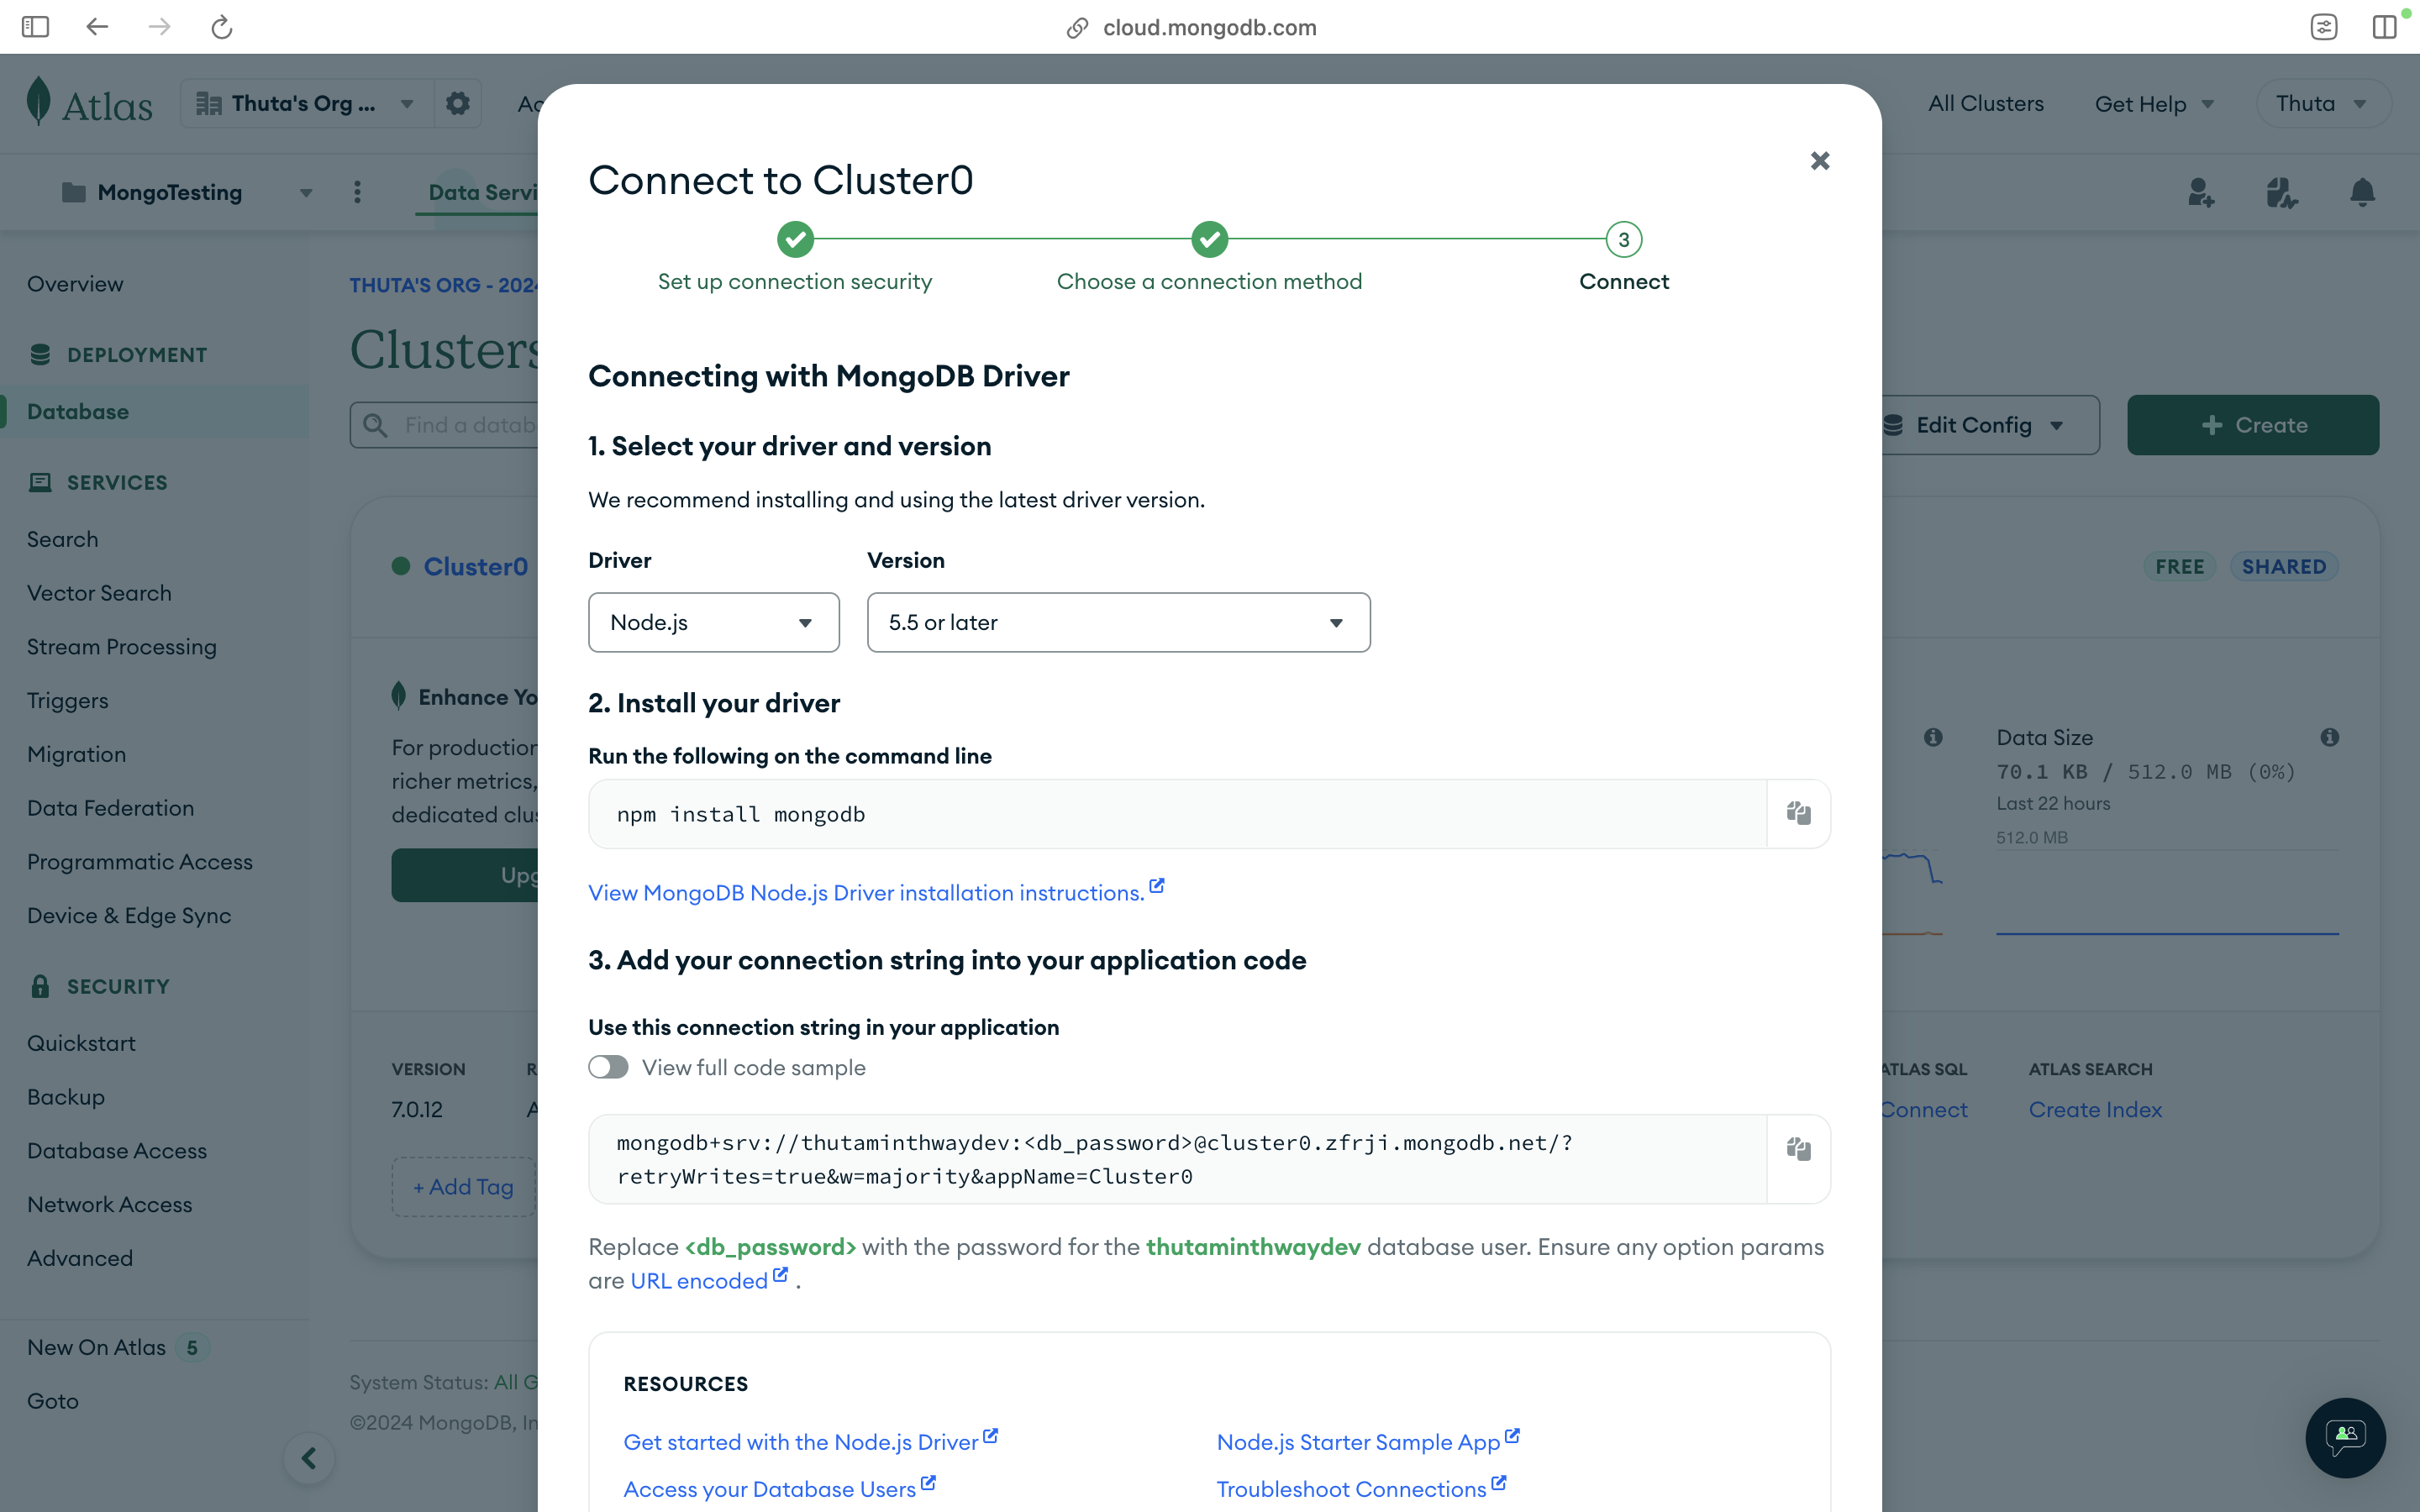 cloud.mongodb.com
Atlas
Thuta's Org ...
All Clusters
Get Help
Thuta
MongoTesting
Data Servi
Overview
DEPLOYMENT
Database
SERVICES
Search
Vector Search
Stream Processing
Triggers
Migration
Data Federation
Programmatic Access
Device & Edge Sync
SECURITY
Quickstart
Backup
Database Access
Network Access
Advanced
New On Atlas 5
Goto
THUTA'S ORG - 2024
Clusters
Find a datab
Edit Config
+ Create
Cluster0
FREE SHARED
Enhance Yo
For production
richer metrics,
dedicated clus
Upg
VERSION
7.0.12
+ Add Tag
Data Size
70.1 KB / 512.0 MB (0%)
Last 22 hours
512.0 MB
ATLAS SQL
Connect
ATLAS SEARCH
Create Index
System Status: All G
©2024 MongoDB, In
Connect to Cluster0
Set up connection security
Choose a connection method
3
Connect
Connecting with MongoDB Driver
1. Select your driver and version
We recommend installing and using the latest driver version.
Driver Version
Node.js 5.5 or later
2. Install your driver
Run the following on the command line
npm install mongodb
View MongoDB Node.js Driver installation instructions.
3. Add your connection string into your application code
Use this connection string in your application
View full code sample
mongodb+srv://thutaminthwaydev:<db_password>@cluster0.zfrji.mongodb.net/?
retryWrites=true&w=majority&appName=Cluster0
Replace <db_password> with the password for the thutaminthwaydev database user. Ensure any option params
are URL encoded .
RESOURCES
Get started with the Node.js Driver
Node.js Starter Sample App
Access your Database Users
Troubleshoot Connections